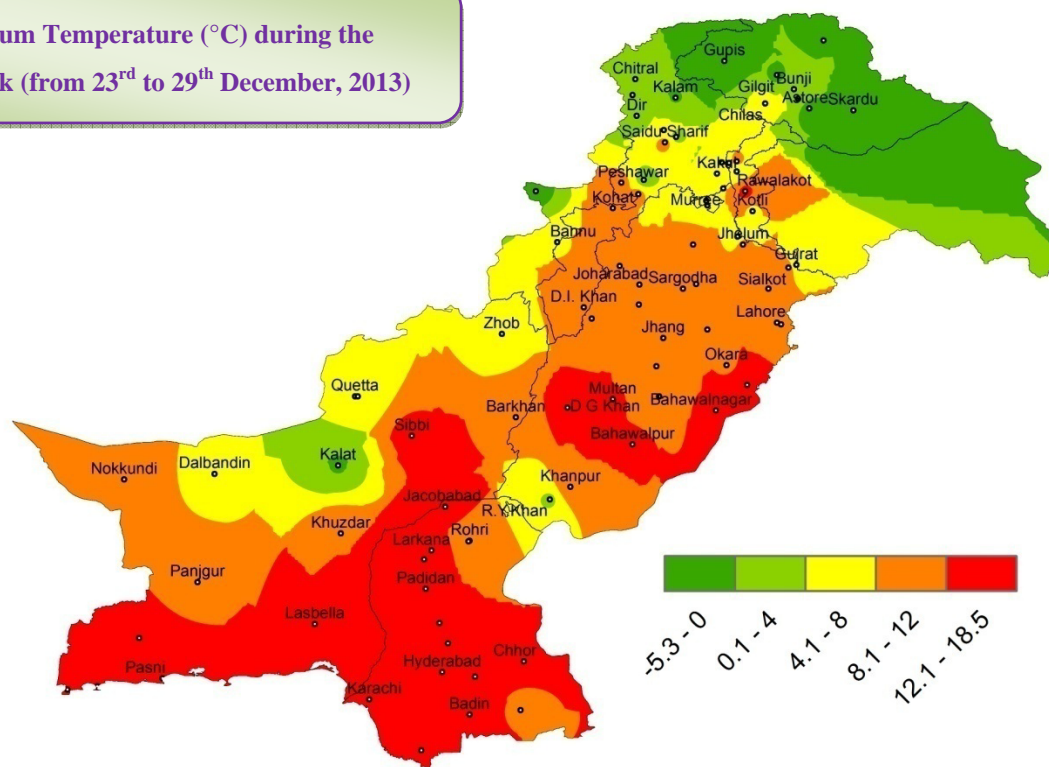 um Temperature (°C) during the
k (from 23rd to 29th December, 2013)
Gupis
Chitral
Bunji
Gilgit
Kalam
Astore
Skardu
Dir
Chilas
Saidu Sharif
Peshawar
Rawalakot
Kohat
Kotli
Bannu
Jhelum
Gujrat
Joharabad
Sargodha
Sialkot
D.I. Khan
Lahore
Zhob
Jhang
Okara
Quetta
Multan
Barkhan
D G Khan
Bahawalnagar
Sibbi
Bahawalpur
Kalat
Nokkundi
Dalbandin
Khanpur
Jacobabad
R.Y.Khan
Khuzdar
Rohri
Larkana
Panjgur
Padidan
Lasbella
Chhor
Hyderabad
Pasni
Karachi
Badin
-5.3 - 0
0.1 - 4
4.1 - 8
8.1 - 12
12.1 - 18.5